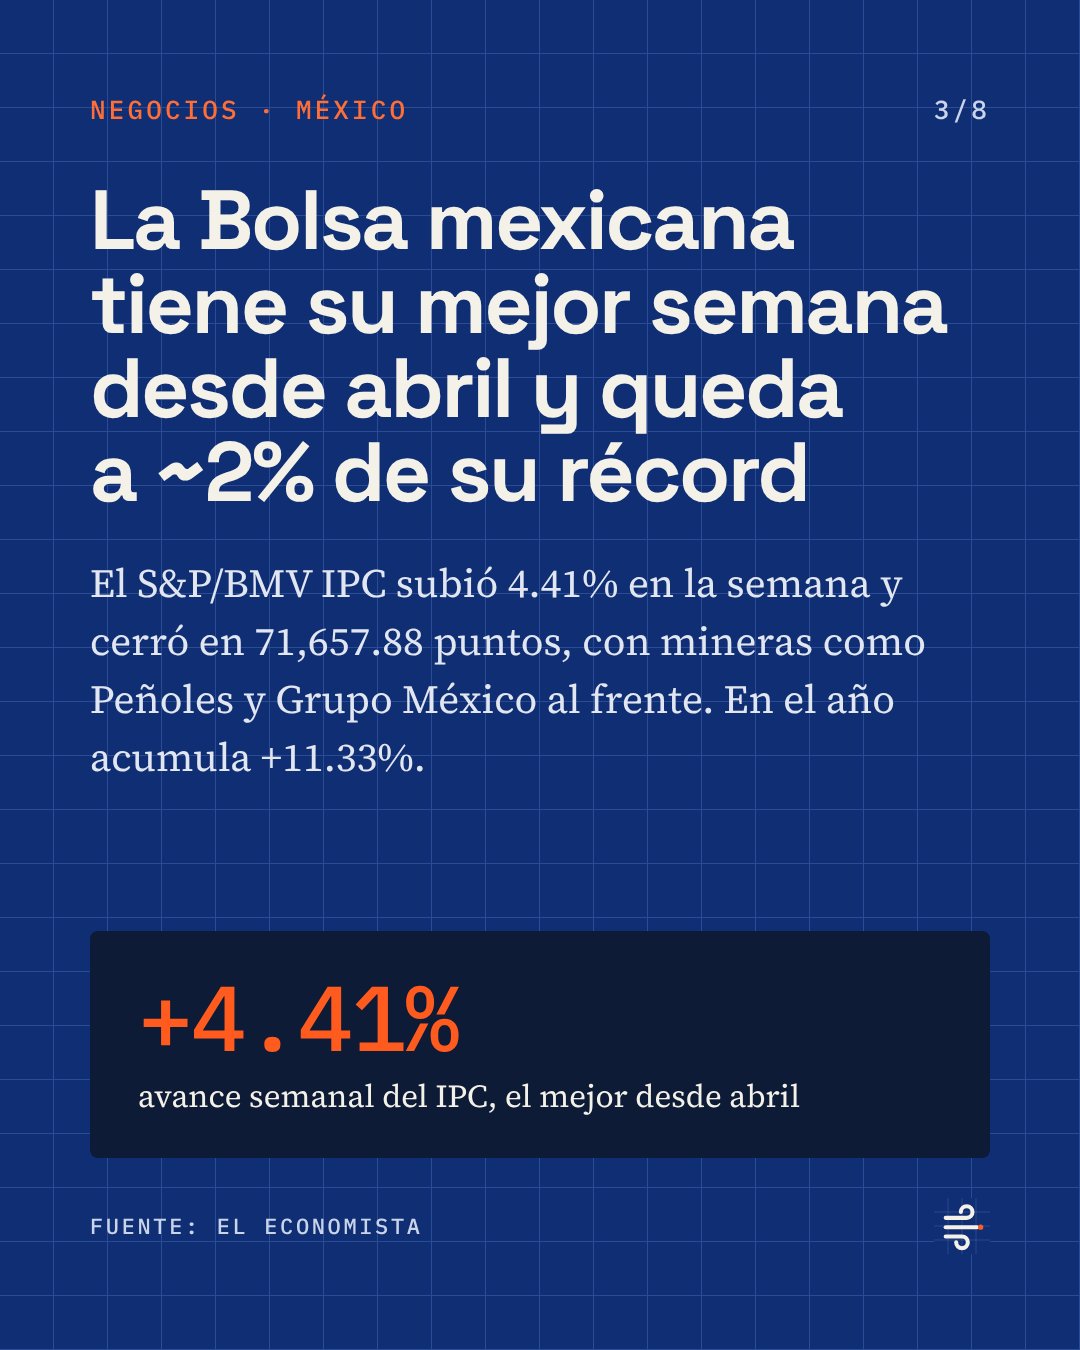 NEGOCIOS · MÉXICO
3/8
La Bolsa mexicana
tiene su mejor semana
desde abril y queda
a ~2% de su récord
El S&P/BMV IPC subió 4.41% en la semana y
cerró en 71,657.88 puntos, con mineras como
Peñoles y Grupo México al frente. En el año
acumula +11.33%.
+4.41%
avance semanal del IPC, el mejor desde abril
FUENTE: EL ECONOMISTA